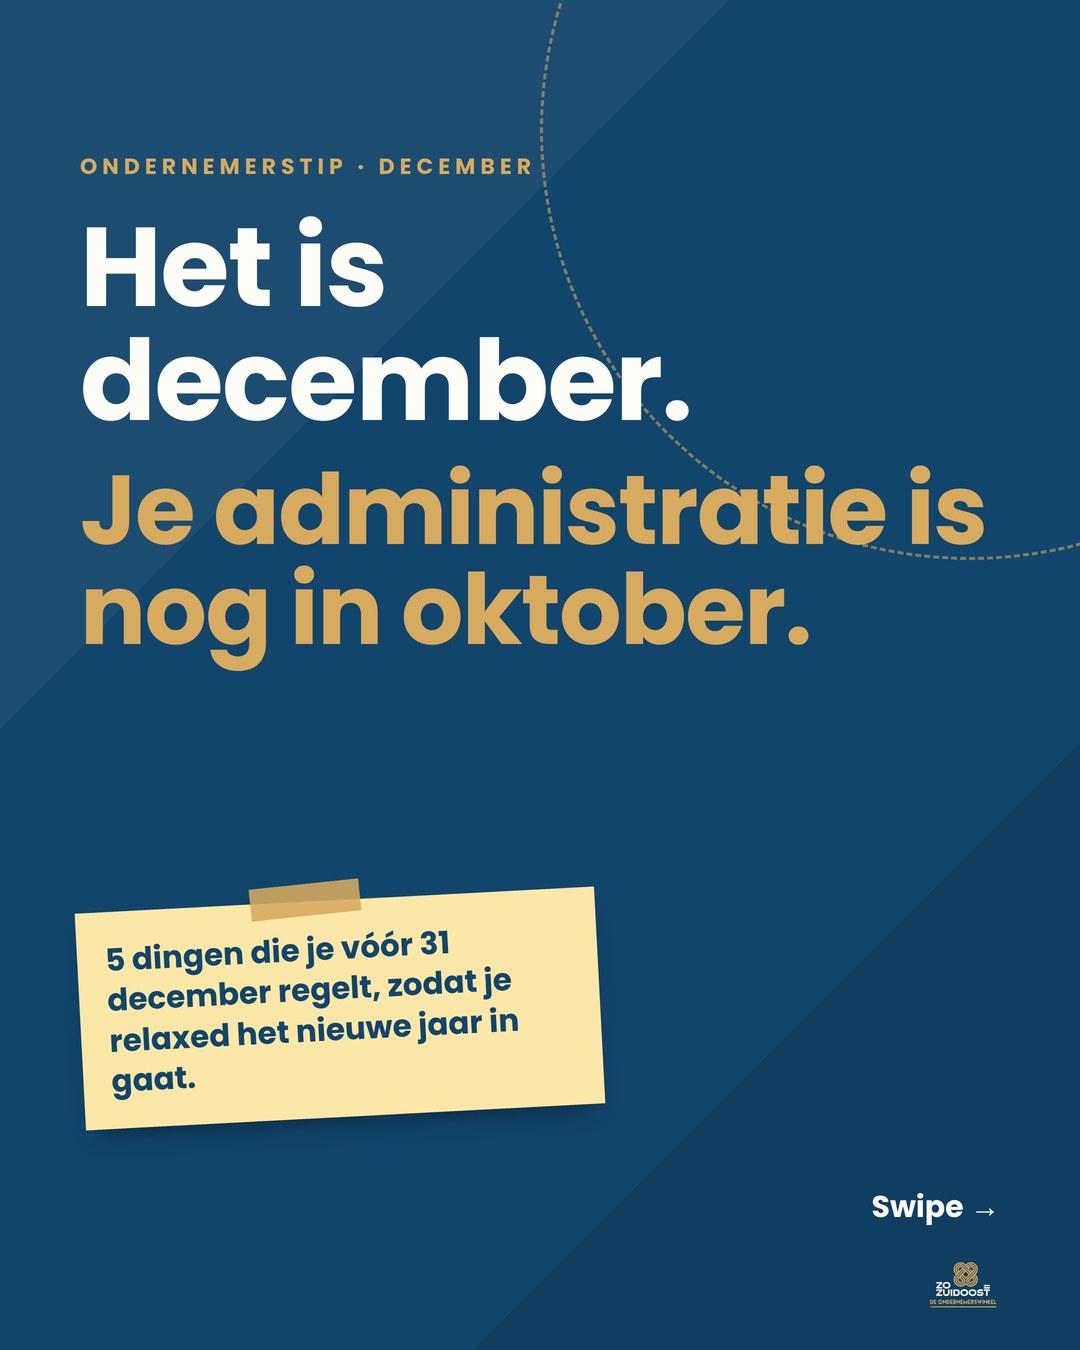 ONDERNEMERSTIP · DECEMBER
Het is
december.
Je administratie is
nog in oktober.
5 dingen die je vóór 31
december regelt, zodat je
relaxed het nieuwe jaar in
gaat.
Swipe →
ZO
ZUIDOOST
DE ONDERNEMERSWINKEL